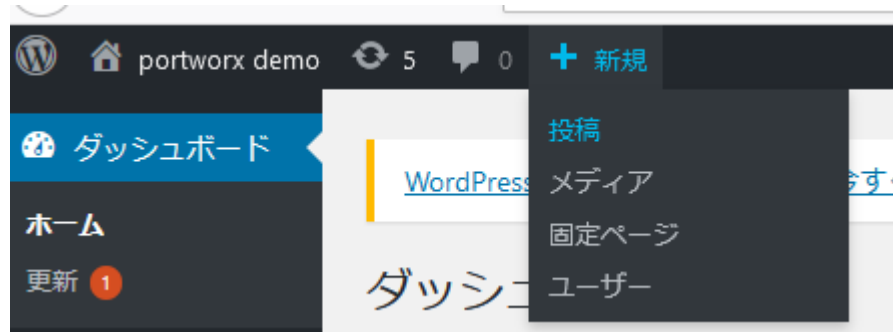 portworx demo 5 0 新規
ダッシュボード
投稿
WordPress
今す
メディア
ホーム
固定ページ
更新 1
ダッシュ
ユーザー